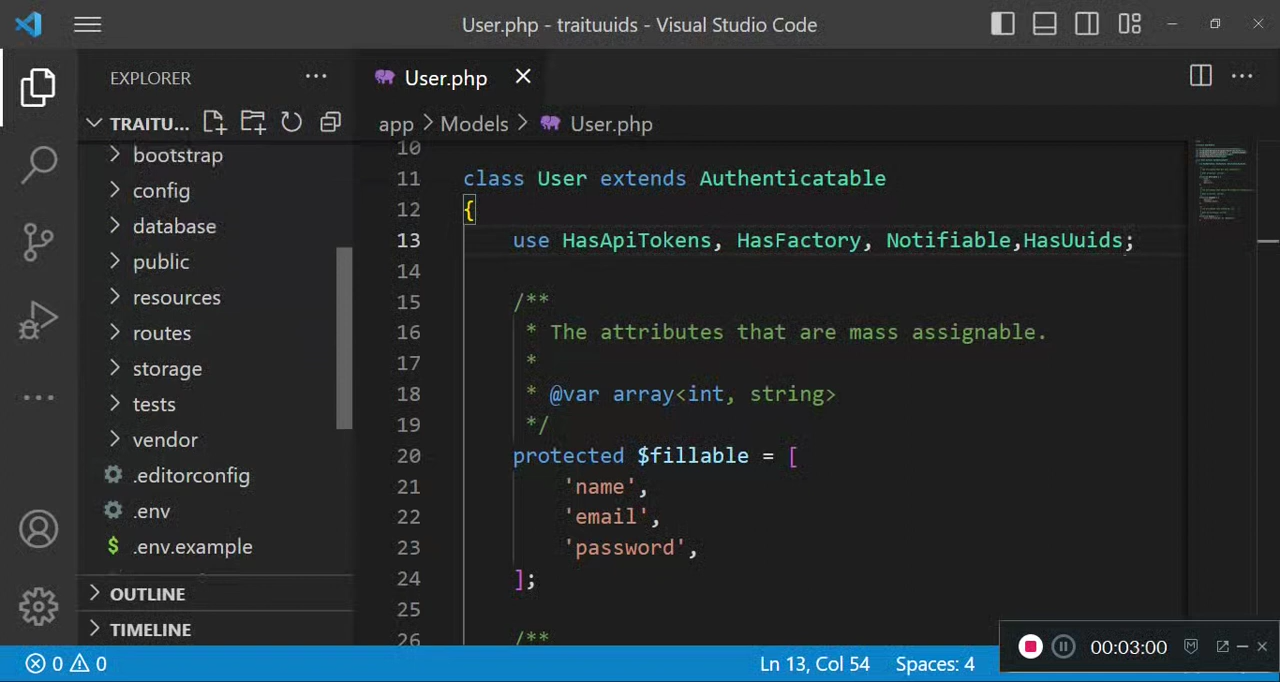 User.php - traituuids - Visual Studio Code
EXPLORER
User.php
TRAITU...
app > Models > User.php
bootstrap
config
database
public
resources
routes
storage
tests
vendor
.editorconfig
.env
$ .env.example
OUTLINE
TIMELINE
10
11 class User extends Authenticatable
12 {
13 use HasApiTokens, HasFactory, Notifiable,HasUuids;
14
15 /**
16 * The attributes that are mass assignable.
17 *
18 * @var array<int, string>
19 */
20 protected $fillable = [
21 'name',
22 'email',
23 'password',
24 ];
25
26 /**
0 0
Ln 13, Col 54 Spaces: 4
00:03:00